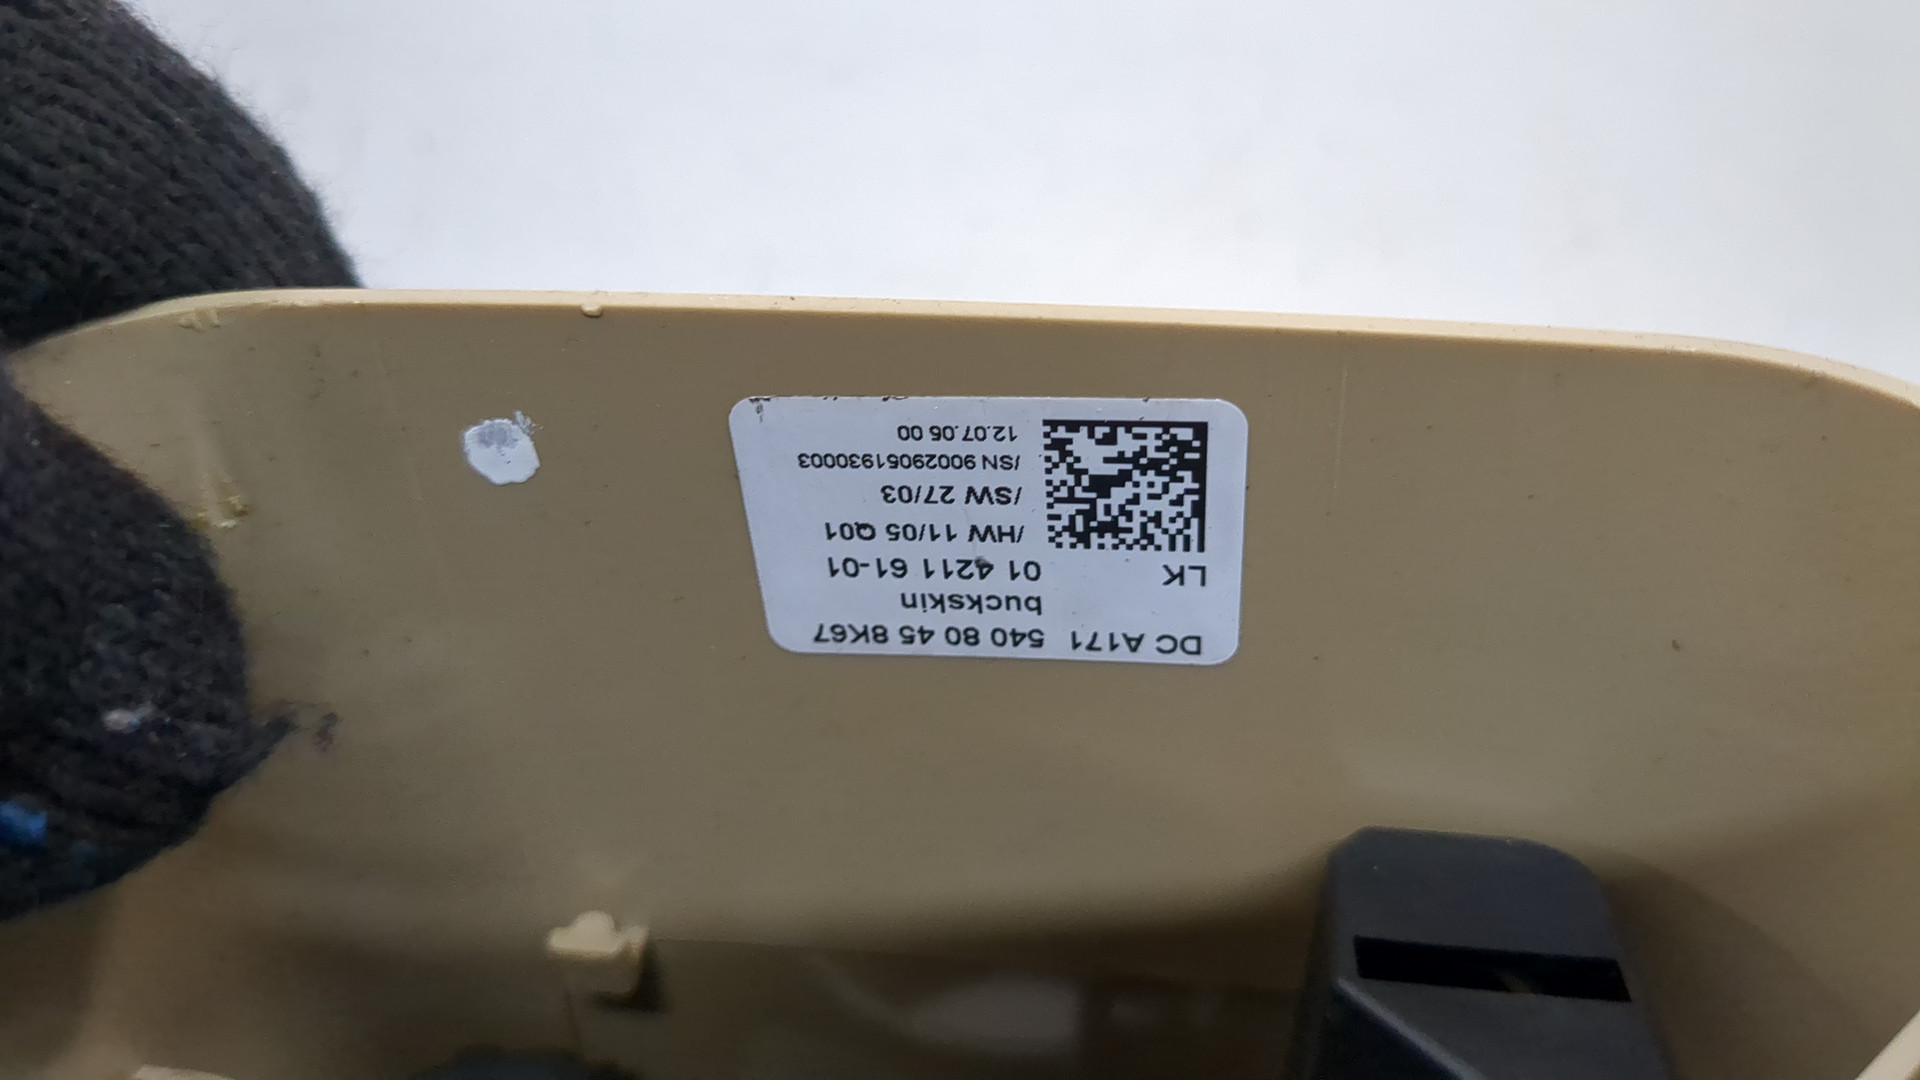 DC A171 540 80 45 8K67
buckskin
LK 01 4211 61-01
/HW 11/05 Q01
/SW 27/03
/SN 90029051930003
12.07.06 00